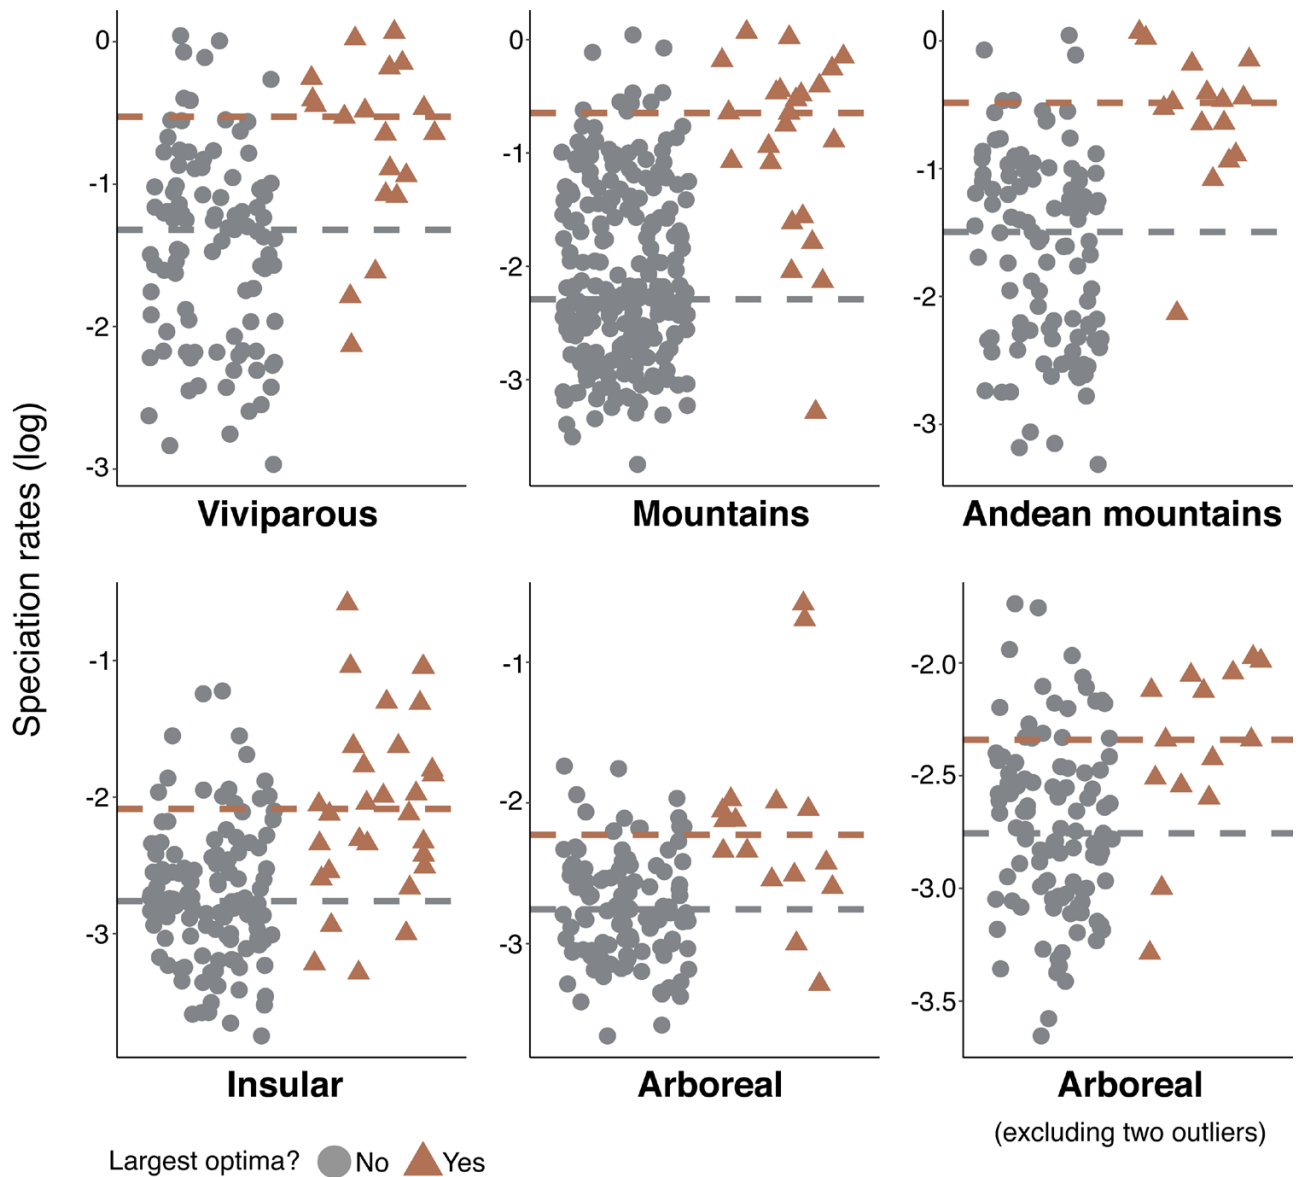 Speciation rates (log)
0
-1
-2
-3
Viviparous
0
-1
-2
-3
Mountains
0
-1
-2
-3
Andean mountains
-1
-2
-3
Insular
-1
-2
-3
Arboreal
-2.0
-2.5
-3.0
-3.5
Arboreal
(excluding two outliers)
Largest optima? No Yes